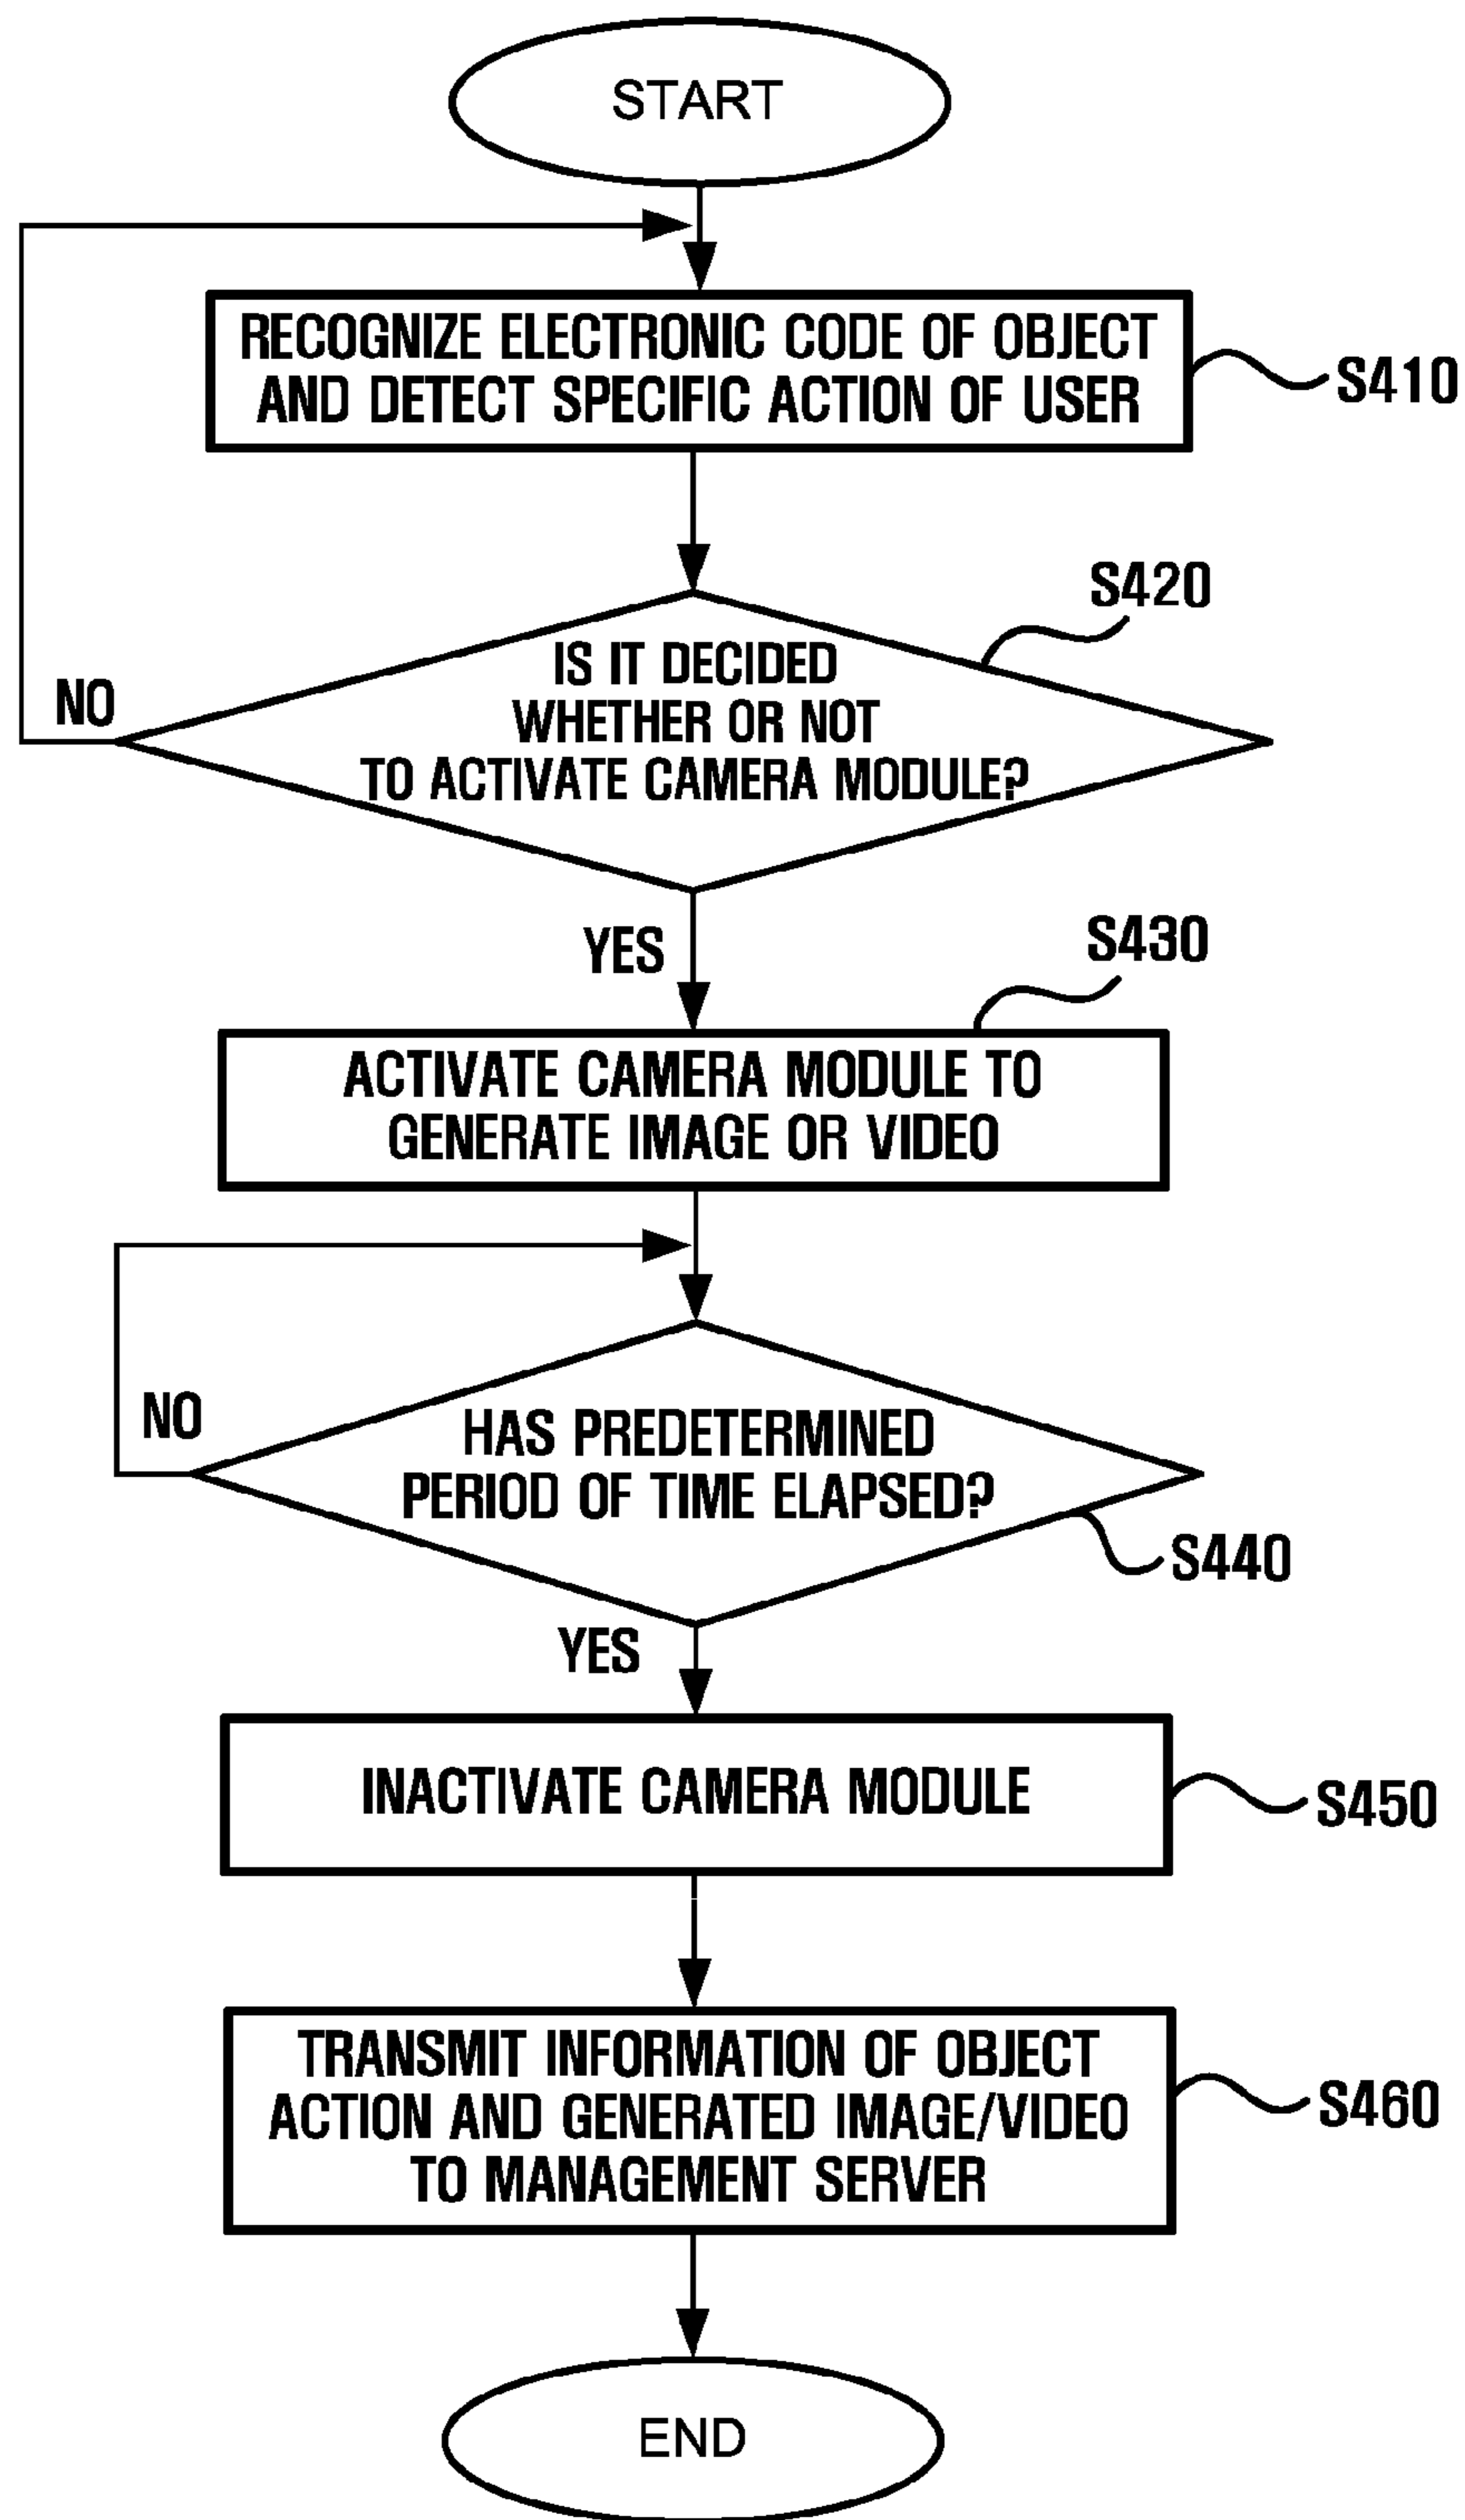 START
RECOGNIZE ELECTRONIC CODE OF OBJECT
AND DETECT SPECIFIC ACTION OF USER
S410
S420
IS IT DECIDED
WHETHER OR NOT
TO ACTIVATE CAMERA MODULE?
NO
YES
S430
ACTIVATE CAMERA MODULE TO
GENERATE IMAGE OR VIDEO
NO
HAS PREDETERMINED
PERIOD OF TIME ELAPSED?
S440
YES
INACTIVATE CAMERA MODULE
S450
TRANSMIT INFORMATION OF OBJECT
ACTION AND GENERATED IMAGE/VIDEO
TO MANAGEMENT SERVER
S460
END